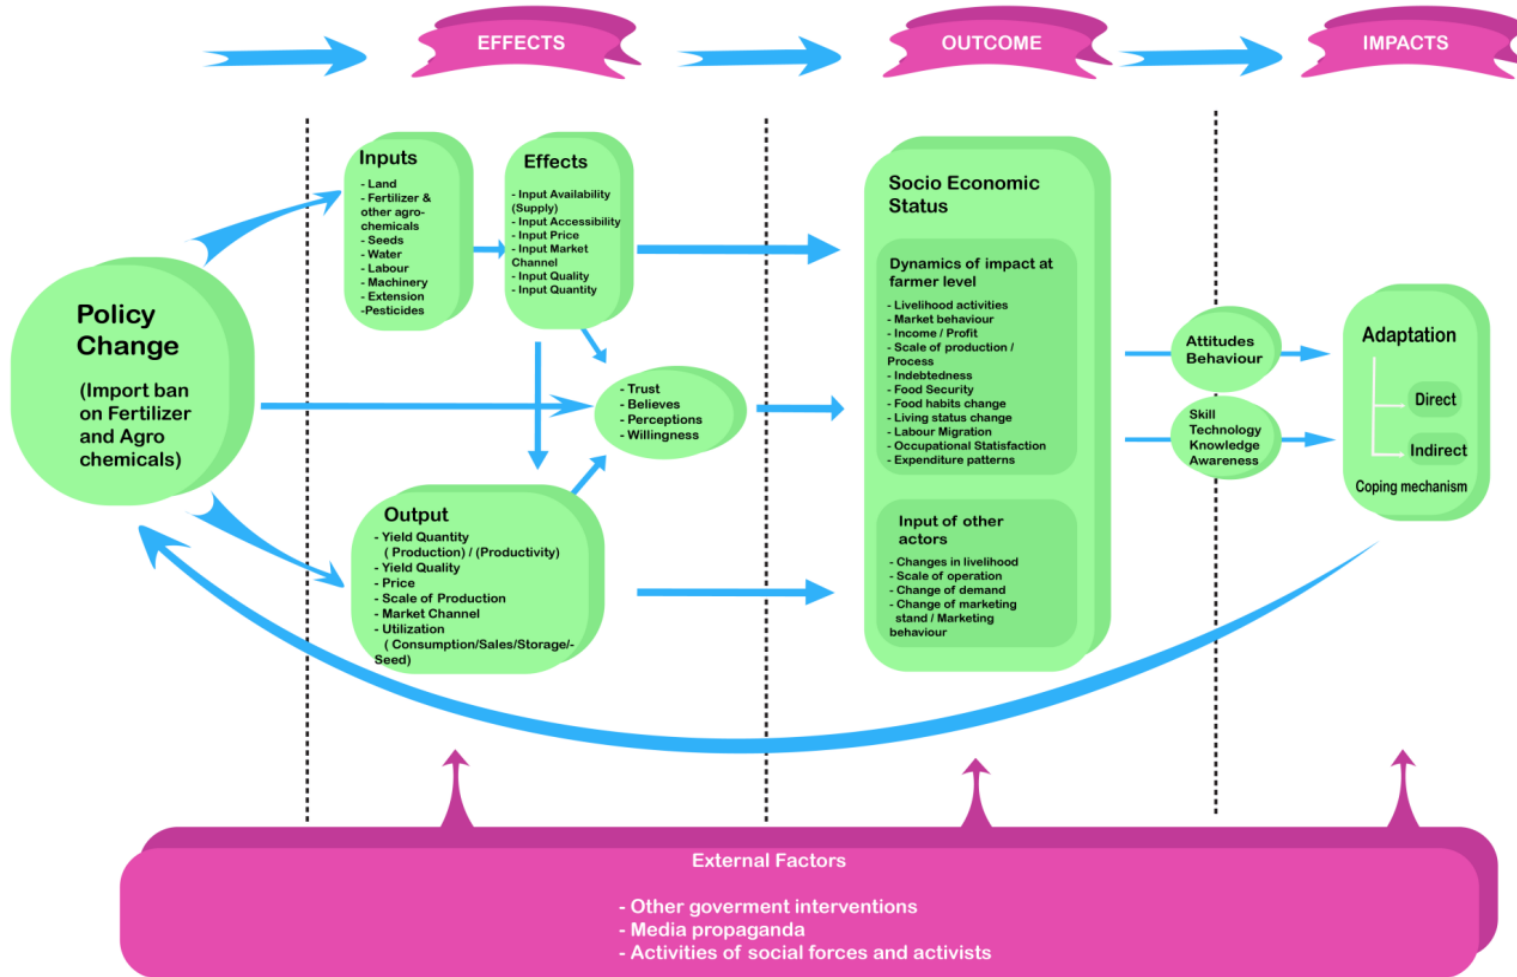 EFFECTS
OUTCOME
IMPACTS
Policy
Change
(Import ban
on Fertilizer
and Agro
chemicals)
Inputs
- Land
- Fertilizer &
other agro-
chemicals
- Seeds
- Water
- Labour
- Machinery
- Extension
-Pesticides
Effects
- Input Availability
(Supply)
- Input Accessibility
- Input Price
- Input Market
Channel
- Input Quality
- Input Quantity
- Trust
- Believes
- Perceptions
- Willingness
Output
- Yield Quantity
( Production) / (Productivity)
- Yield Quality
- Price
- Scale of Production
- Market Channel
- Utilization
( Consumption/Sales/Storage/-
Seed)
Socio Economic
Status
Dynamics of impact at
farmer level
- Livelihood activities
- Market behaviour
- Income / Profit
- Scale of production /
Process
- Indebtedness
- Food Security
- Food habits change
- Living status change
- Labour Migration
- Occupational Statisfaction
- Expenditure patterns
Input of other
actors
- Changes in livelihood
- Scale of operation
- Change of demand
- Change of marketing
stand / Marketing
behaviour
Attitudes
Behaviour
Skill
Technology
Knowledge
Awareness
Adaptation
Direct
Indirect
Coping mechanism
External Factors
- Other goverment interventions
- Media propaganda
- Activities of social forces and activists